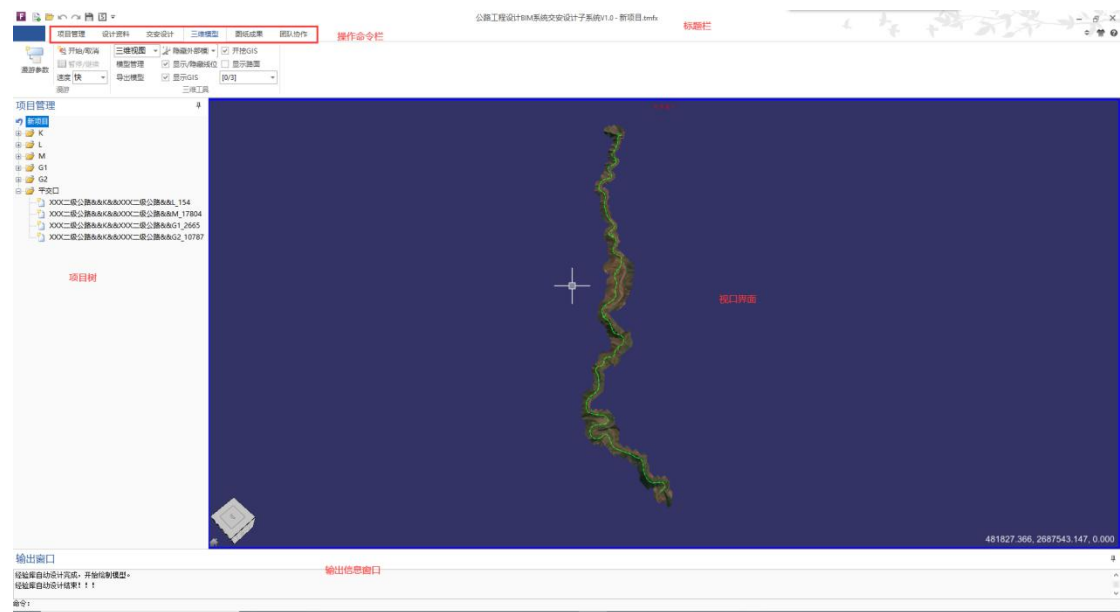 公路工程设计BIM系统交安设计子系统V1.0 - 新项目.tmfx
标题栏
项目管理 设计资料 交安设计 三维模型 图纸成果 团队协作
操作命令栏
漫游参数
开始/取消
暂停/继续
速度 快
漫游
三维视图 隐藏外部模 开挖GIS
模型管理 显示/隐藏线位 显示路面
导出模型 显示GIS [0/3]
三维工具
项目管理
新项目
K
L
M
G1
G2
平交口
XXX二级公路&&K&&XXX二级公路&&L_154
XXX二级公路&&K&&XXX二级公路&&M_17804
XXX二级公路&&K&&XXX二级公路&&G1_2665
XXX二级公路&&K&&XXX二级公路&&G2_10787
项目树
视口界面
481827.366, 2687543.147, 0.000
输出窗口
输出信息窗口
经验库自动设计完成，开始绘制模型。
经验库自动设计结束！！！
命令：